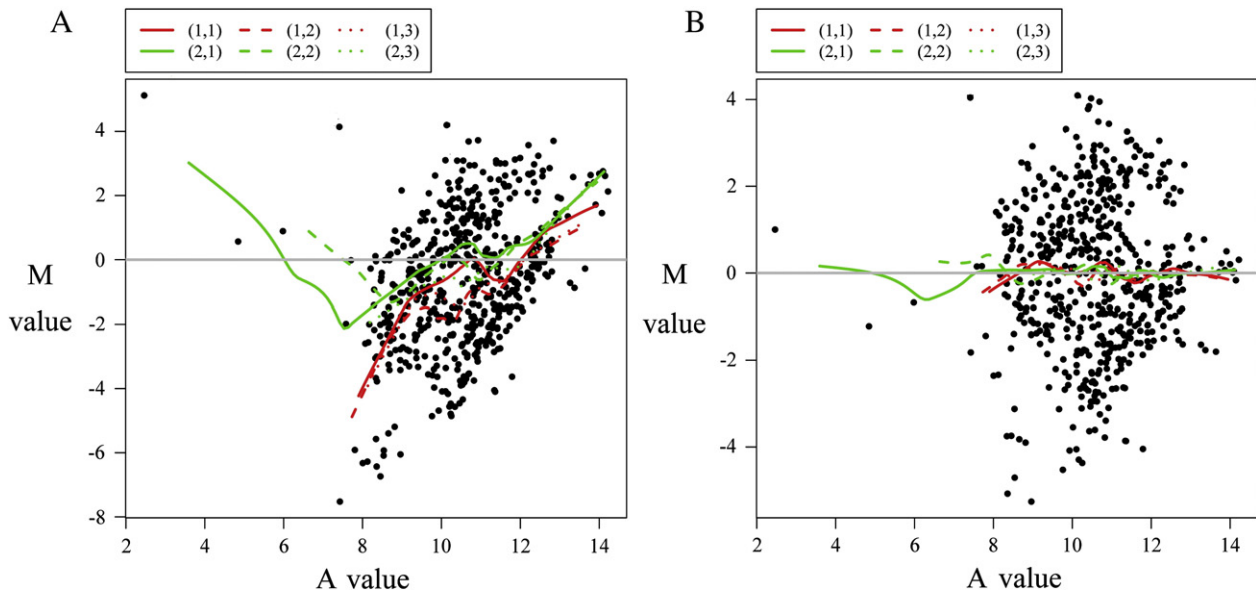 A
(1,1) (1,2) (1,3)
(2,1) (2,2) (2,3)
4
2
0
-2
-4
-6
-8
M
value
2 4 6 8 10 12 14
A value
B
(1,1) (1,2) (1,3)
(2,1) (2,2) (2,3)
4
2
0
-2
-4
M
value
2 4 6 8 10 12 14
A value